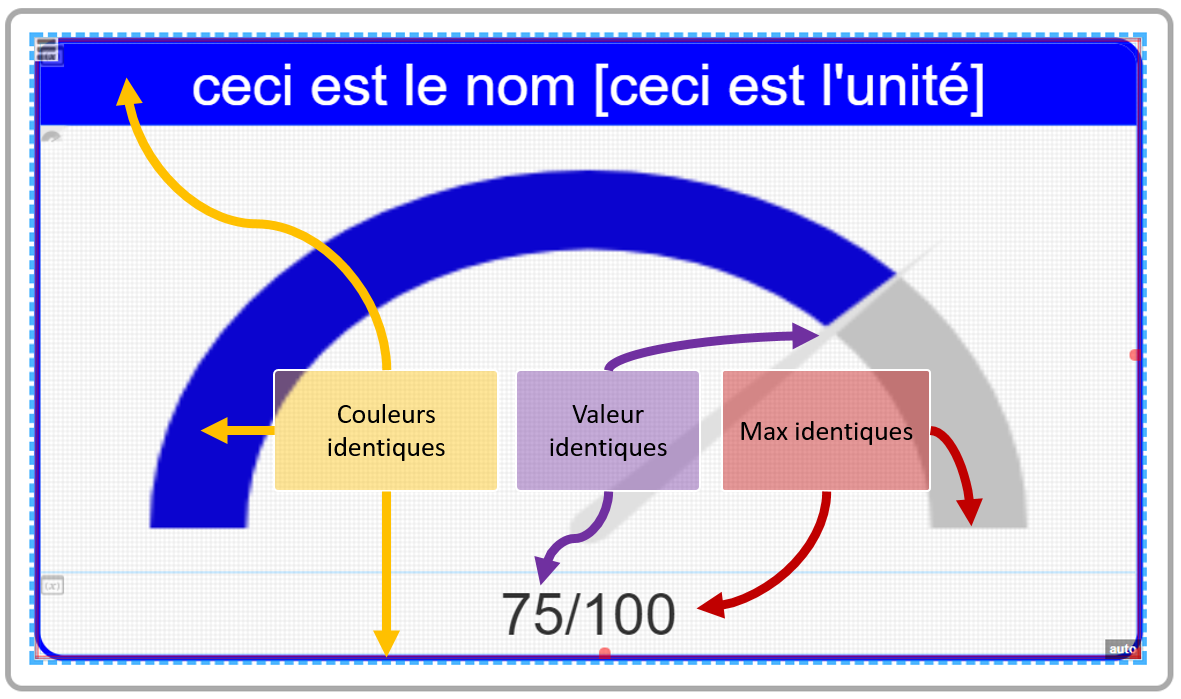 ceci est le nom [ceci est l'unité]
Couleurs
identiques
Valeur
identiques
Max identiques
(x)
75/100
auto